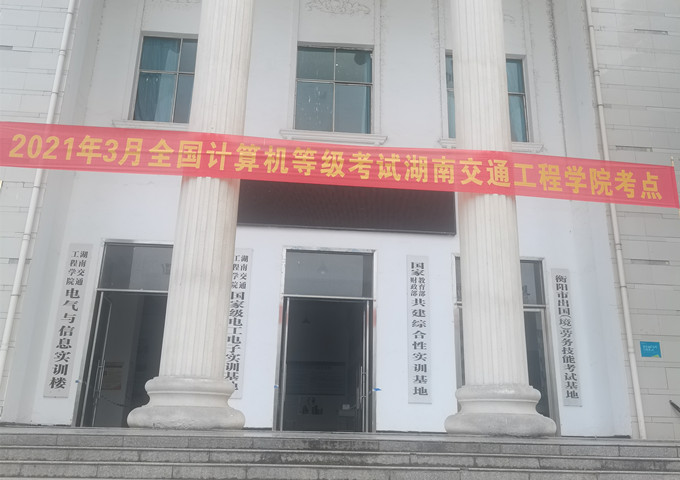 2021年3月全国计算机等级考试湖南交通工程学院考点
湖南交通
工程学院
电气与信息实训楼
湖南交通
工程学院
国家级电工电子实训基地
教育部
国家财政部
共建综合性实训基地
衡阳市出国(境)劳务技能考试基地